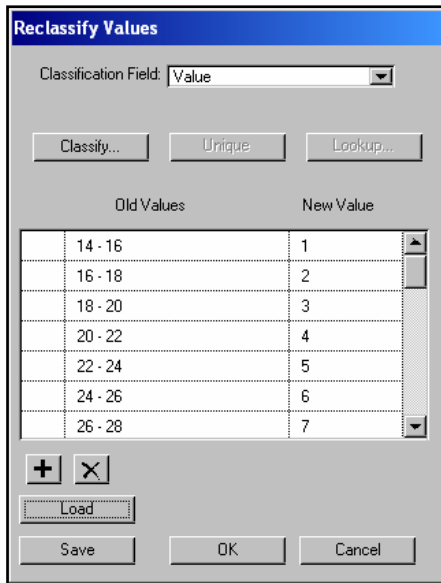 Reclassify Values
Classification Field: Value
Classify... Unique Lookup...
Old Values New Value
14 - 16 1
16 - 18 2
18 - 20 3
20 - 22 4
22 - 24 5
24 - 26 6
26 - 28 7
Load
Save OK Cancel